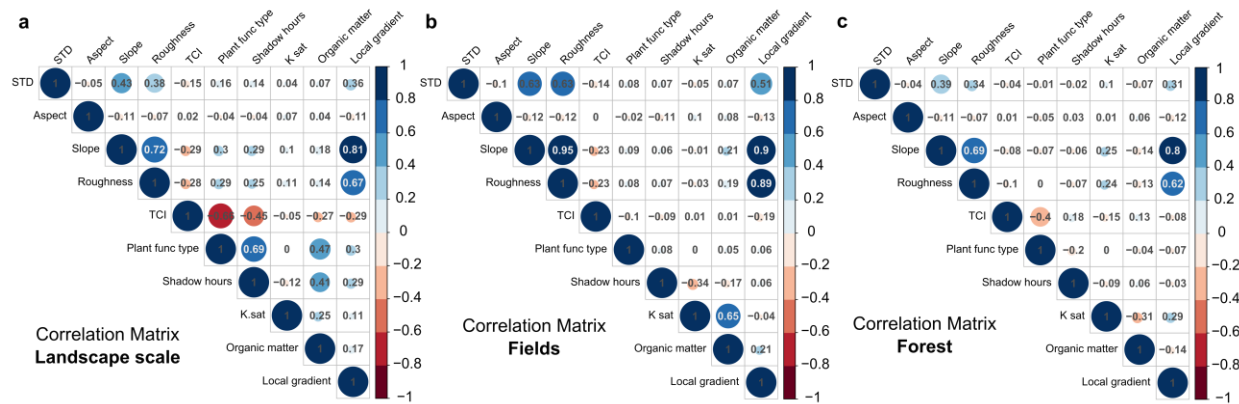 a
STD
Aspect
Slope
Roughness
TCI
Plant func type
Shadow hours
K sat
Organic matter
Local gradient
STD 1 −0.05 0.43 0.38 −0.15 0.16 0.14 0.04 0.07 0.36
Aspect 1 −0.11 −0.07 0.02 −0.04 −0.04 0.07 0.04 −0.11
Slope 1 0.72 −0.29 0.3 0.29 0.1 0.18 0.81
Roughness 1 −0.28 0.29 0.25 0.11 0.14 0.67
TCI 1 −0.45 −0.05 −0.27 −0.29
Plant func type 1 0.69 0 0.47 0.3
Shadow hours 1 −0.12 0.41 0.29
K.sat 1 0.25 0.11
Organic matter 1 0.17
Local gradient 1
Correlation Matrix
Landscape scale
1
0.8
0.6
0.4
0.2
0
−0.2
−0.4
−0.6
−0.8
−1
b
STD
Aspect
Slope
Roughness
TCI
Plant func type
Shadow hours
K sat
Organic matter
Local gradient
STD 1 −0.1 0.63 0.63 −0.14 0.08 0.07 −0.05 0.07 0.51
Aspect 1 −0.12 −0.12 0 −0.02 −0.11 0.1 0.08 −0.13
Slope 1 0.95 −0.23 0.09 0.09 0.01 0.21 0.9
Roughness 1 −0.23 0.08 0.07 −0.03 0.19 0.89
TCI 1 −0.1 −0.09 0.01 0.01 −0.19
Plant func type 1 0.08 0 0.05 0.06
Shadow hours 1 −0.34 −0.17 0.06
K sat 1 0.65 −0.04
Organic matter 1 0.21
Local gradient 1
Correlation Matrix
Fields
1
0.8
0.6
0.4
0.2
0
−0.2
−0.4
−0.6
−0.8
−1
c
STD
Aspect
Slope
Roughness
TCI
Plant func type
Shadow hours
K sat
Organic matter
Local gradient
STD 1 −0.04 0.39 0.34 −0.04 −0.01 −0.02 0.1 −0.07 0.31
Aspect 1 −0.11 −0.07 0.02 −0.05 0.03 0.01 0.06 −0.12
Slope 1 0.69 −0.08 −0.07 −0.06 0.25 −0.14 0.8
Roughness 1 −0.1 0 −0.07 0.24 −0.13 0.62
TCI 1 −0.4 0.18 −0.15 0.13 −0.08
Plant func type 1 −0.2 0 −0.04 −0.07
Shadow hours 1 −0.09 0.06 −0.03
K sat 1 −0.31 0.29
Organic matter 1 −0.14
Local gradient 1
Correlation Matrix
Forest
1
0.8
0.6
0.4
0.2
0
−0.2
−0.4
−0.6
−0.8
−1